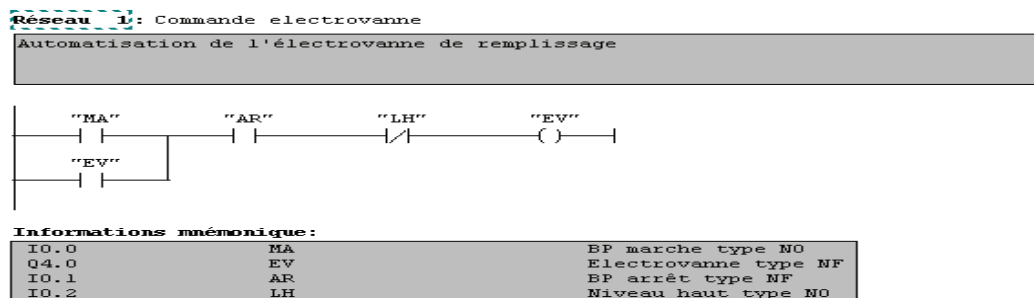 Réseau 1: Commande electrovanne
Automatisation de l'électrovanne de remplissage
"MA" "AR" "LH" "EV"
"EV"
Informations mnémonique:
I0.0 MA BP marche type NO
Q4.0 EV Electrovanne type NF
I0.1 AR BP arrêt type NF
I0.2 LH Niveau haut type NO